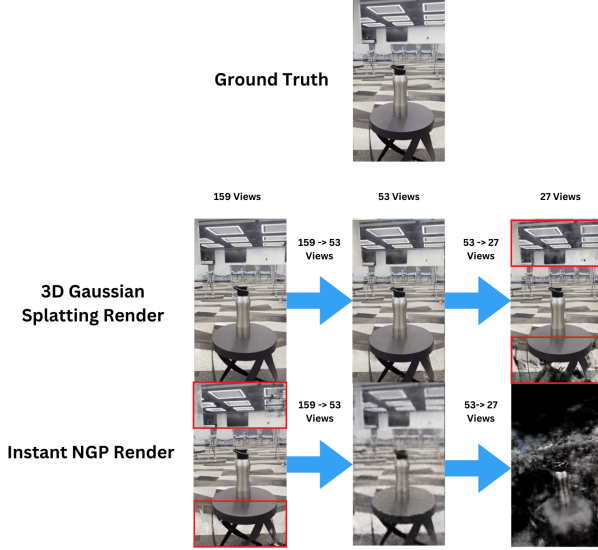 Ground Truth
159 Views
53 Views
27 Views
159 -> 53
Views
53 -> 27
Views
3D Gaussian
Splatting Render
159 -> 53
Views
53-> 27
Views
Instant NGP Render